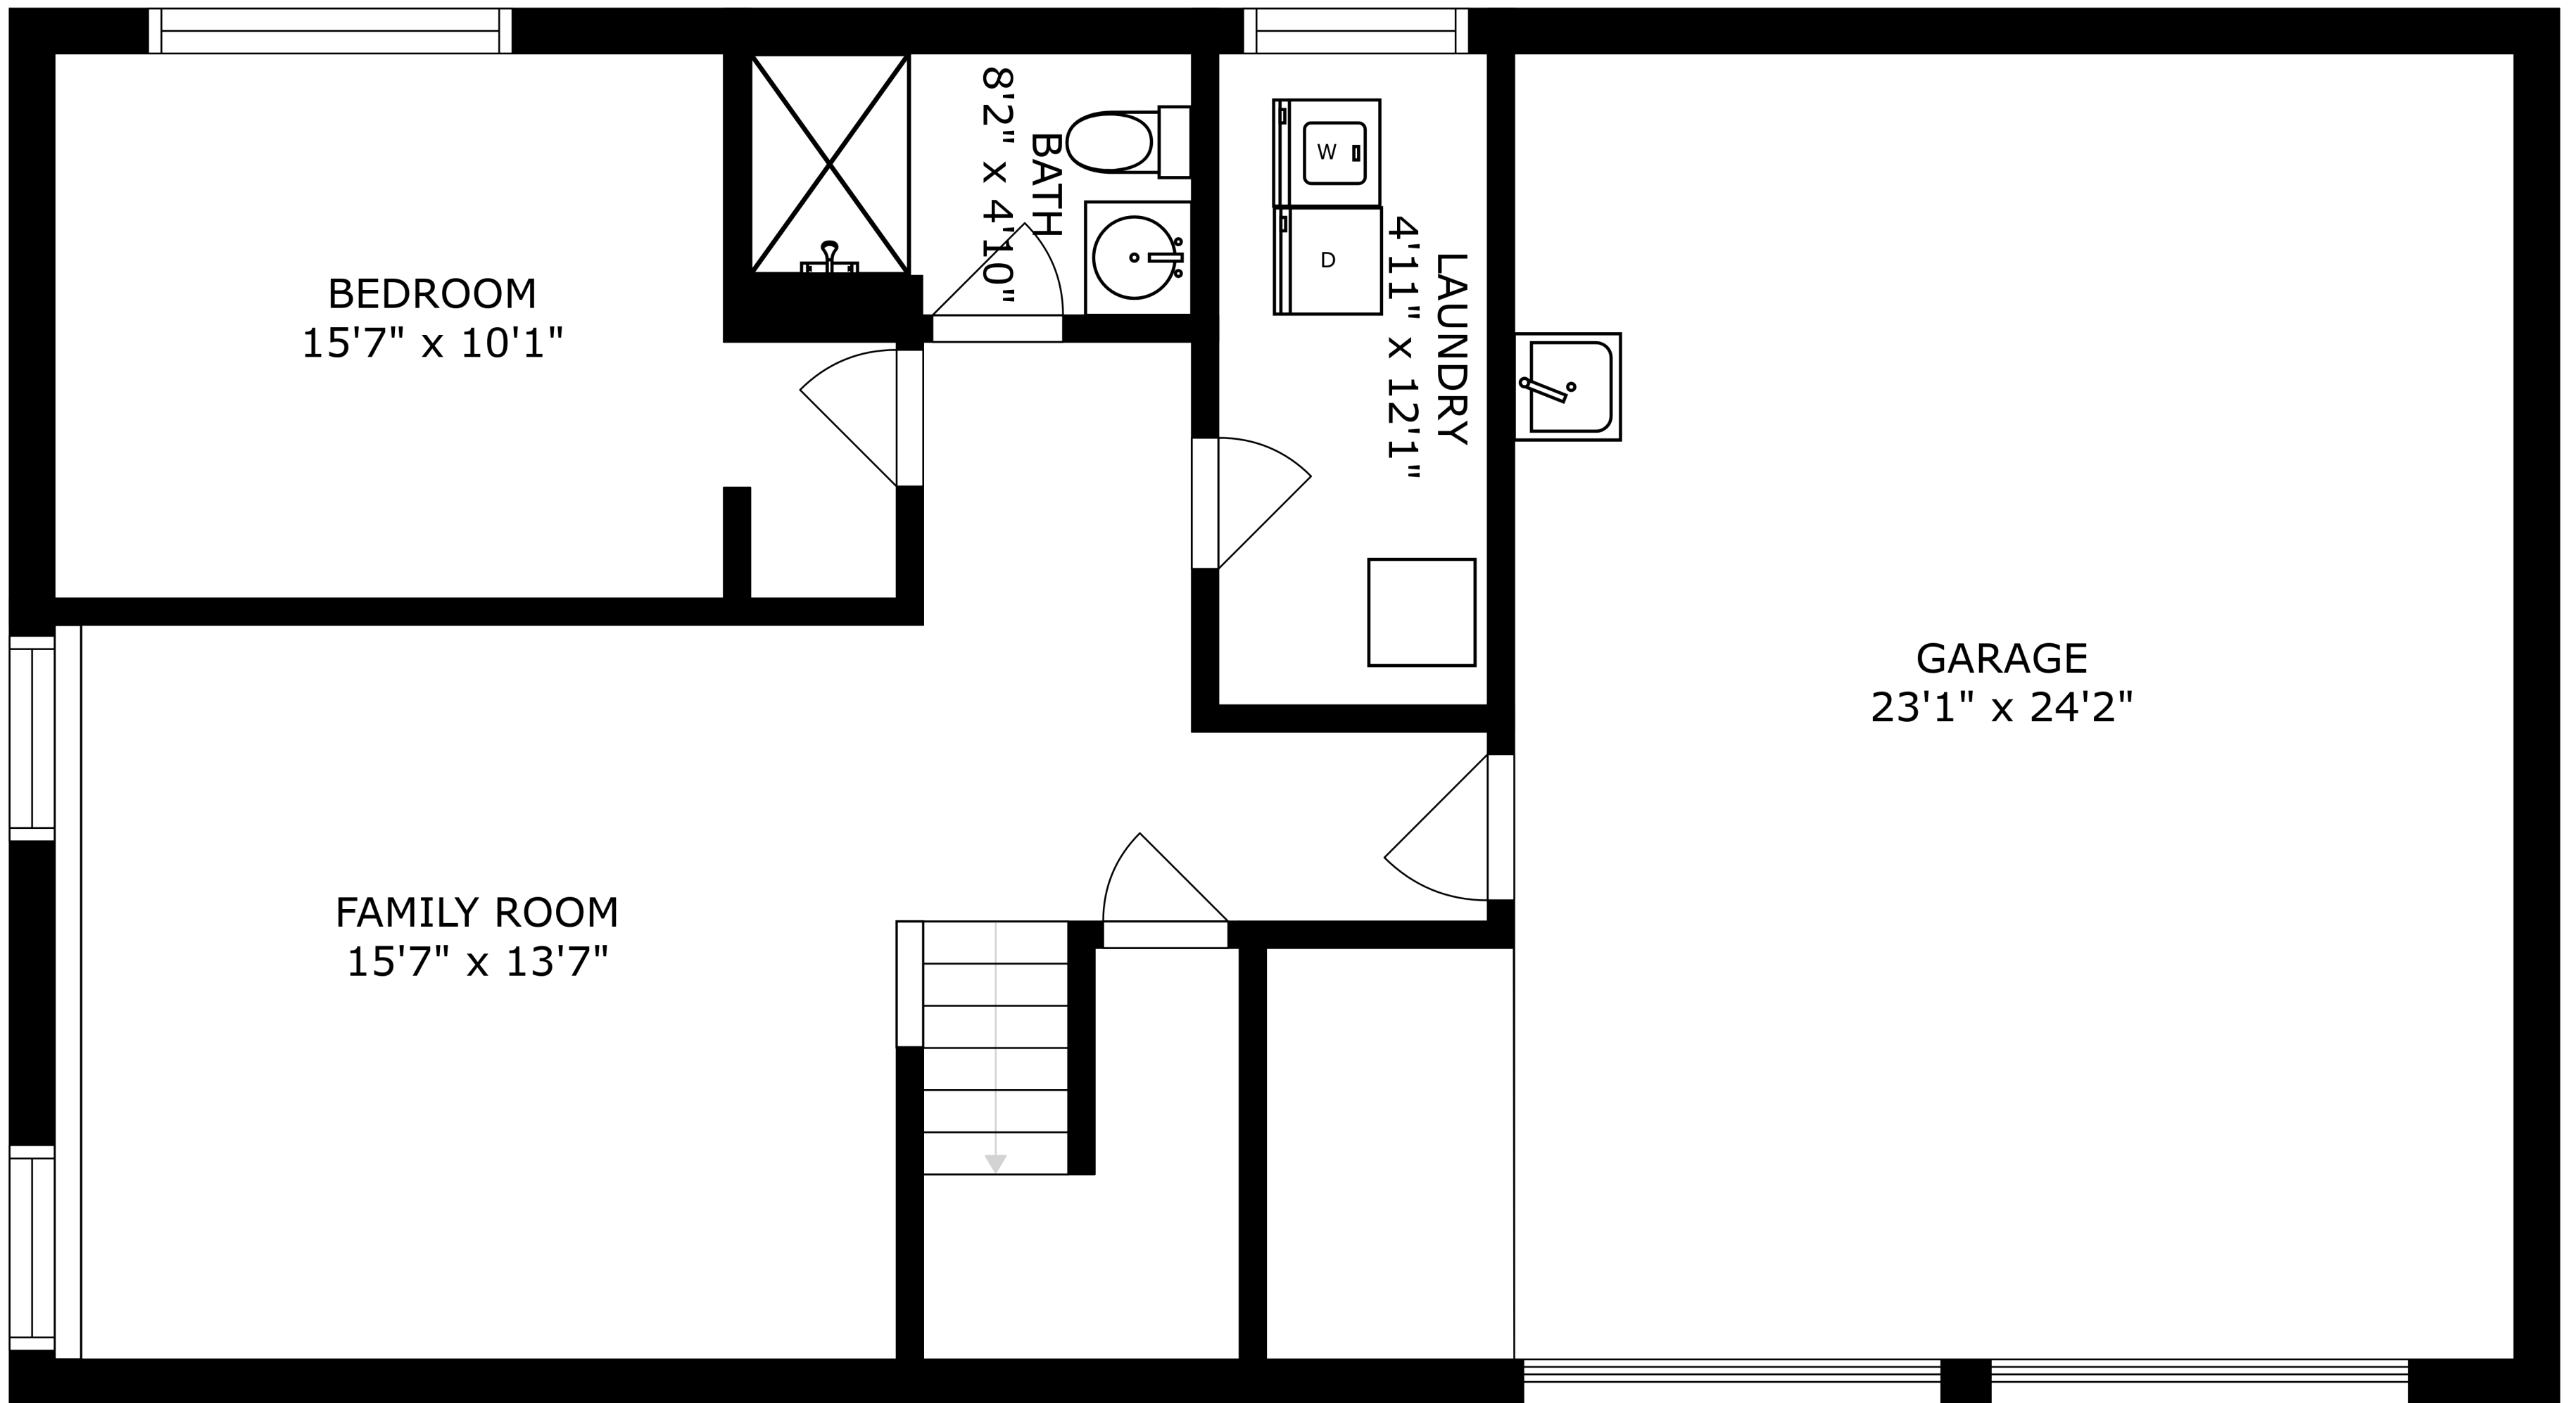 BEDROOM
15'7" x 10'1"
BATH
8'2" x 4'10"
W
D
LAUNDRY
4'11" x 12'1"
GARAGE
23'1" x 24'2"
FAMILY ROOM
15'7" x 13'7"